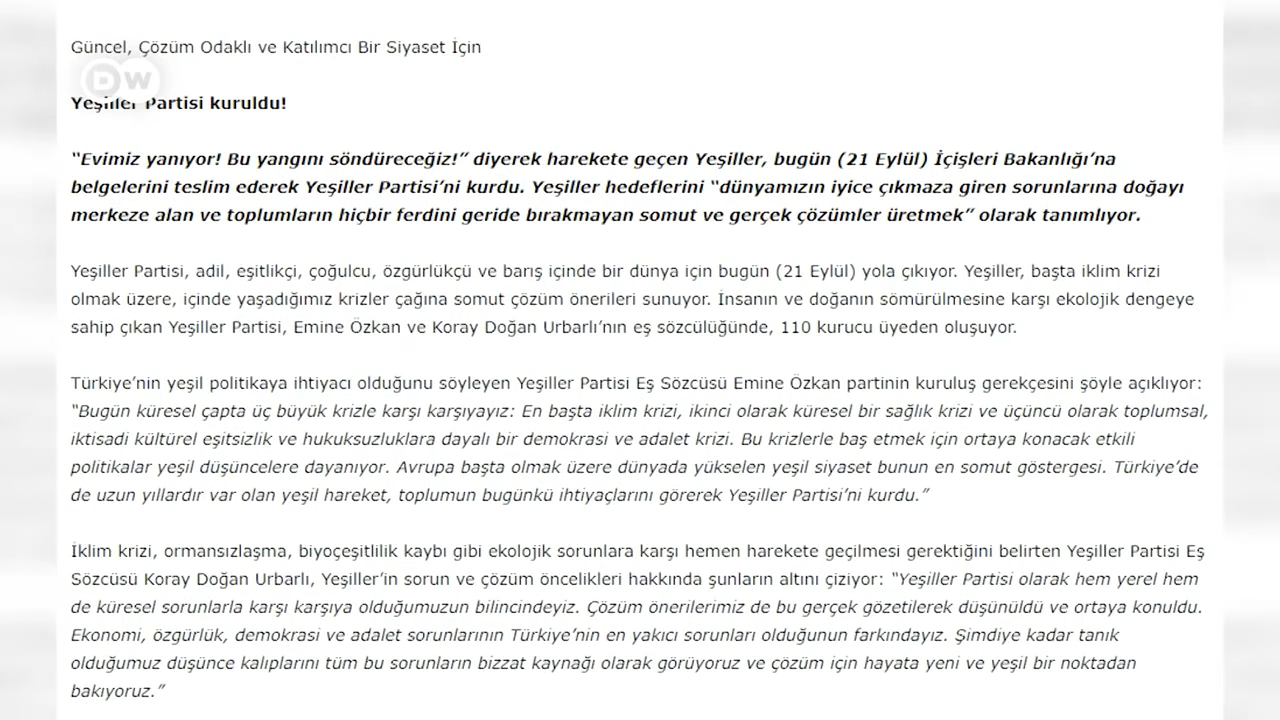 Güncel, Çözüm Odaklı ve Katılımcı Bir Siyaset İçin
DW
Yeşiller Partisi kuruldu!
“Evimiz yanıyor! Bu yangını söndüreceğiz!” diyerek harekete geçen Yeşiller, bugün (21 Eylül) İçişleri Bakanlığı’na
belgelerini teslim ederek Yeşiller Partisi’ni kurdu. Yeşiller hedeflerini “dünyamızın iyice çıkmaza giren sorunlarına doğayı
merkeze alan ve toplumların hiçbir ferdini geride bırakmayan somut ve gerçek çözümler üretmek” olarak tanımlıyor.
Yeşiller Partisi, adil, eşitlikçi, çoğulcu, özgürlükçü ve barış içinde bir dünya için bugün (21 Eylül) yola çıkıyor. Yeşiller, başta iklim krizi
olmak üzere, içinde yaşadığımız krizler çağına somut çözüm önerileri sunuyor. İnsanın ve doğanın sömürülmesine karşı ekolojik dengeye
sahip çıkan Yeşiller Partisi, Emine Özkan ve Koray Doğan Urbarlı’nın eş sözcülüğünde, 110 kurucu üyeden oluşuyor.
Türkiye’nin yeşil politikaya ihtiyacı olduğunu söyleyen Yeşiller Partisi Eş Sözcüsü Emine Özkan partinin kuruluş gerekçesini şöyle açıklıyor:
“Bugün küresel çapta üç büyük krizle karşı karşıyayız: En başta iklim krizi, ikinci olarak küresel bir sağlık krizi ve üçüncü olarak toplumsal,
iktisadi kültürel eşitsizlik ve hukuksuzluklara dayalı bir demokrasi ve adalet krizi. Bu krizlerle baş etmek için ortaya konacak etkili
politikalar yeşil düşüncelere dayanıyor. Avrupa başta olmak üzere dünyada yükselen yeşil siyaset bunun en somut göstergesi. Türkiye’de
de uzun yıllardır var olan yeşil hareket, toplumun bugünkü ihtiyaçlarını görerek Yeşiller Partisi’ni kurdu.”
İklim krizi, ormansızlaşma, biyoçeşitlilik kaybı gibi ekolojik sorunlara karşı hemen harekete geçilmesi gerektiğini belirten Yeşiller Partisi Eş
Sözcüsü Koray Doğan Urbarlı, Yeşiller’in sorun ve çözüm öncelikleri hakkında şunların altını çiziyor: “Yeşiller Partisi olarak hem yerel hem
de küresel sorunlarla karşı karşıya olduğumuzun bilincindeyiz. Çözüm önerilerimiz de bu gerçek gözetilerek düşünüldü ve ortaya konuldu.
Ekonomi, özgürlük, demokrasi ve adalet sorunlarının Türkiye’nin en yakıcı sorunları olduğunun farkındayız. Şimdiye kadar tanık
olduğumuz düşünce kalıplarını tüm bu sorunların bizzat kaynağı olarak görüyoruz ve çözüm için hayata yeni ve yeşil bir noktadan
bakıyoruz.”